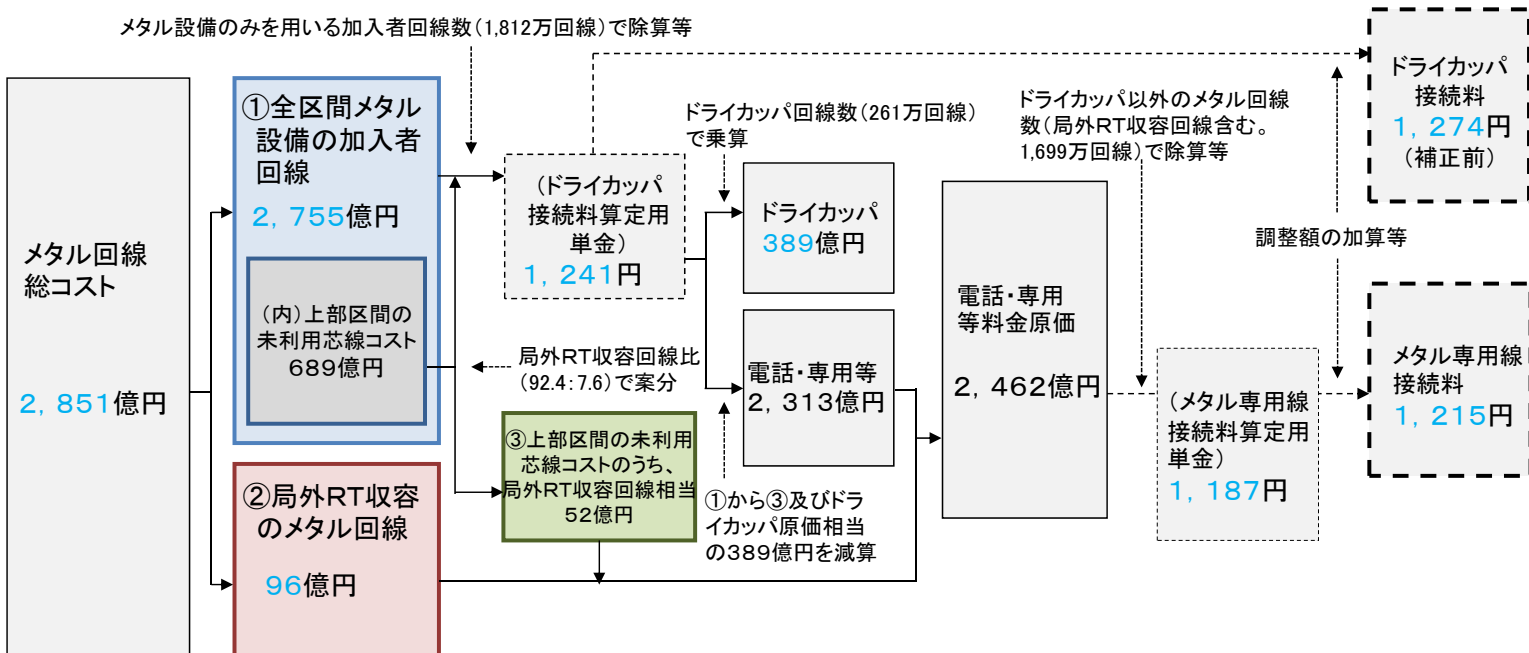 メタル設備のみを用いる加入者回線数(1,812万回線)で除算等
メタル回線
総コスト
2,851億円
①全区間メタル
設備の加入者
回線
2,755億円
(内)上部区間の
未利用芯線コスト
689億円
②局外RT収容
のメタル回線
96億円
(ドライカッパ
接続料算定用
単金)
1,241円
局外RT収容回線比
(92.4:7.6)で案分
③上部区間の未利用
芯線コストのうち、
局外RT収容回線相当
52億円
ドライカッパ回線数(261万回線)
で乗算
ドライカッパ
389億円
電話・専用等
2,313億円
①から③及びドラ
イカッパ原価相当
の389億円を減算
電話・専用
等料金原価
2,462億円
ドライカッパ以外のメタル回線
数(局外RT収容回線含む。
1,699万回線)で除算等
(メタル専用線
接続料算定用
単金)
1,187円
ドライカッパ
接続料
1,274円
(補正前)
調整額の加算等
メタル専用線
接続料
1,215円